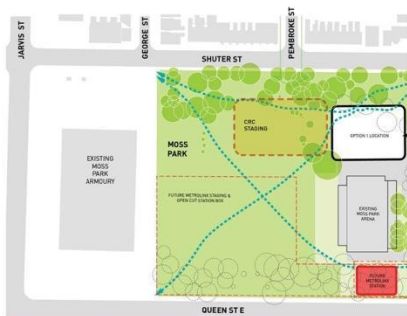 JARVIS ST
GEORGE ST
PEMBROKE ST
SHUTER ST
CRC
STAGING
OPTION 1 LOCATION
MOSS
PARK
EXISTING
MOSS
PARK
ARMOURY
FUTURE METROLINX STAGING &
OPEN CUT STATION BOX
EXISTING
MOSS PARK
ARENA
FUTURE
METROLINX
STATION
QUEEN ST E